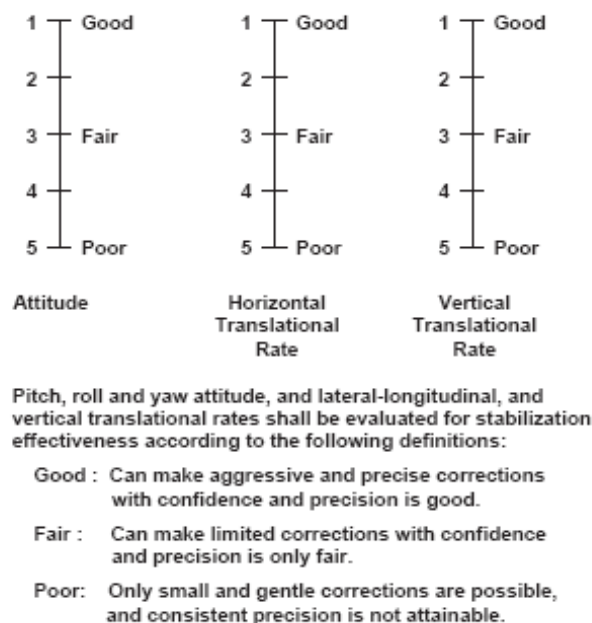 1 Good 1 Good 1 Good
2 2 2
3 Fair 3 Fair 3 Fair
4 4 4
5 Poor 5 Poor 5 Poor
Attitude Horizontal Vertical
Translational Translational
Rate Rate
Pitch, roll and yaw attitude, and lateral-longitudinal, and
vertical translational rates shall be evaluated for stabilization
effectiveness according to the following definitions:
Good : Can make aggressive and precise corrections
with confidence and precision is good.
Fair : Can make limited corrections with confidence
and precision is only fair.
Poor: Only small and gentle corrections are possible,
and consistent precision is not attainable.